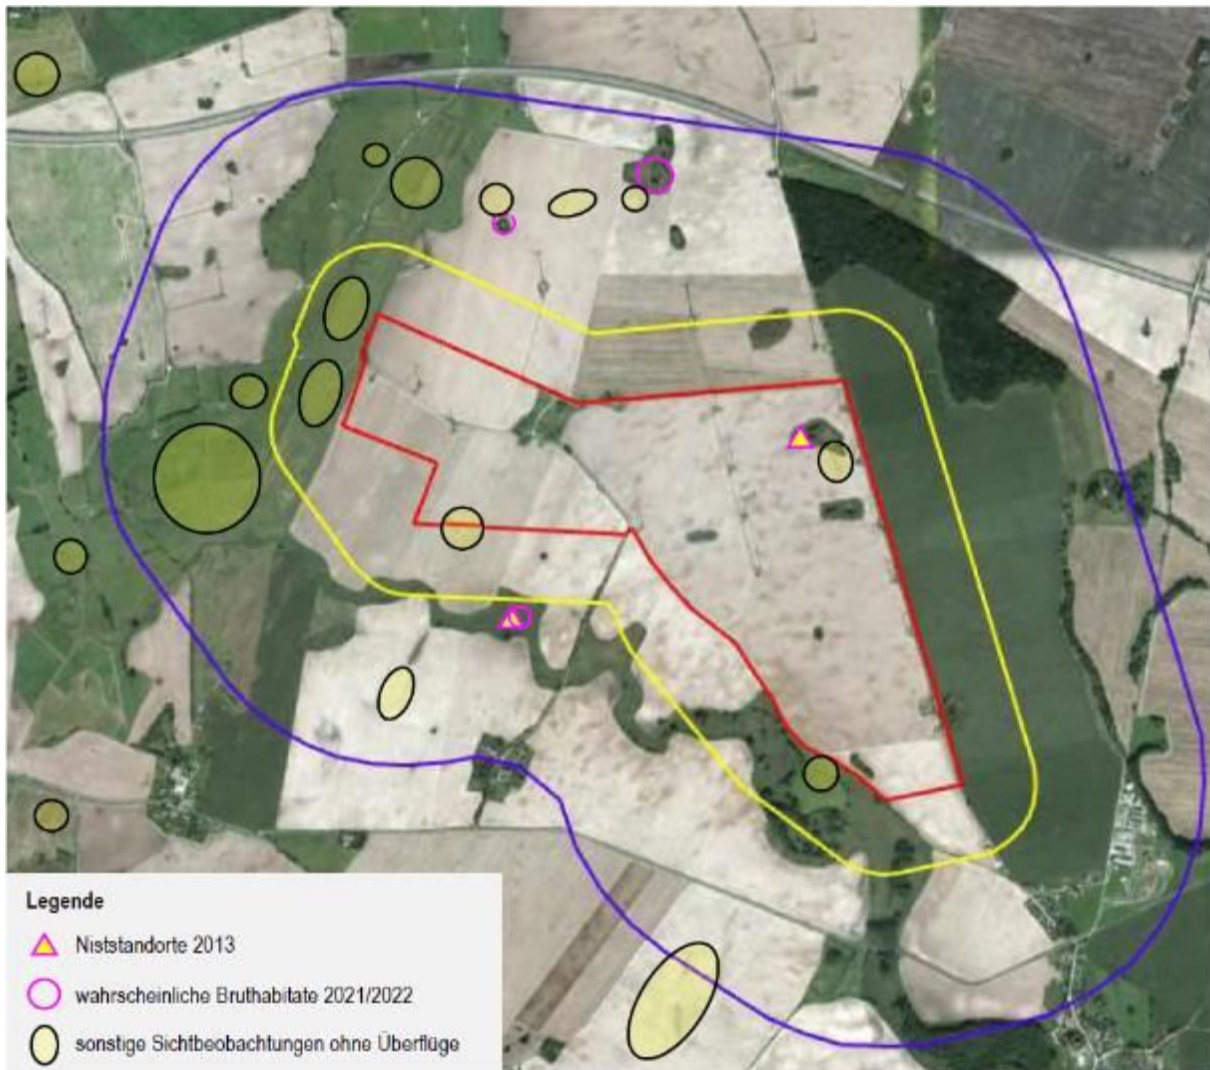 Legende
Niststandorte 2013
wahrscheinliche Bruthabitate 2021/2022
sonstige Sichtbeobachtungen ohne Überflüge